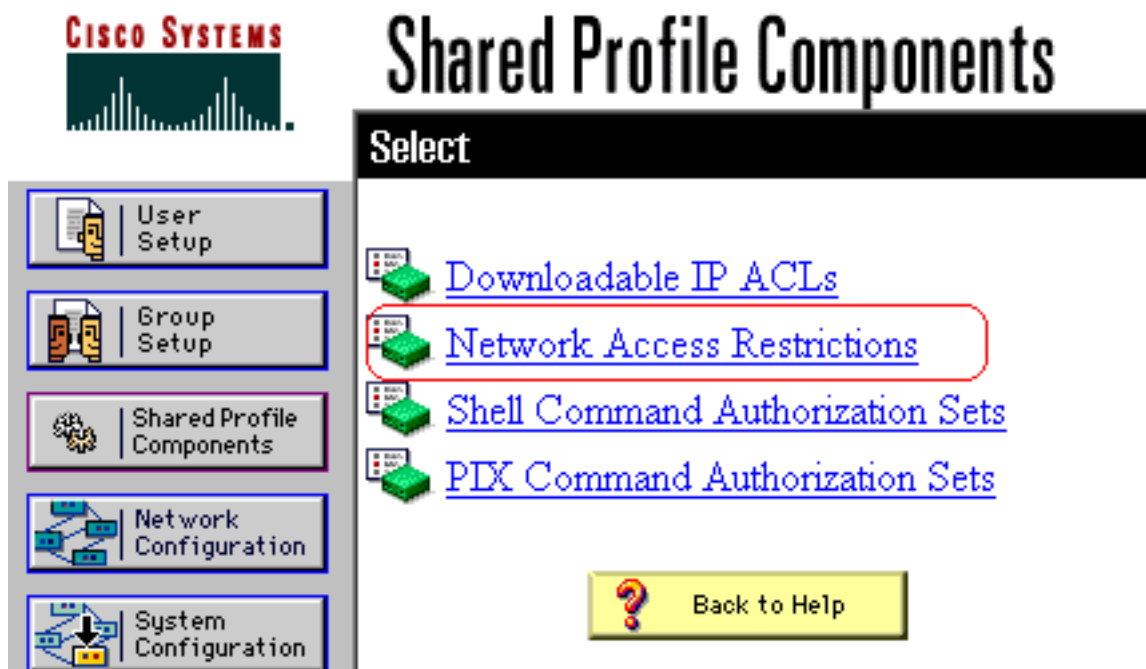 CISCO SYSTEMS
Shared Profile Components
Select
User
Setup
Group
Setup
Shared Profile
Components
Network
Configuration
System
Configuration
Downloadable IP ACLs
Network Access Restrictions
Shell Command Authorization Sets
PIX Command Authorization Sets
? Back to Help